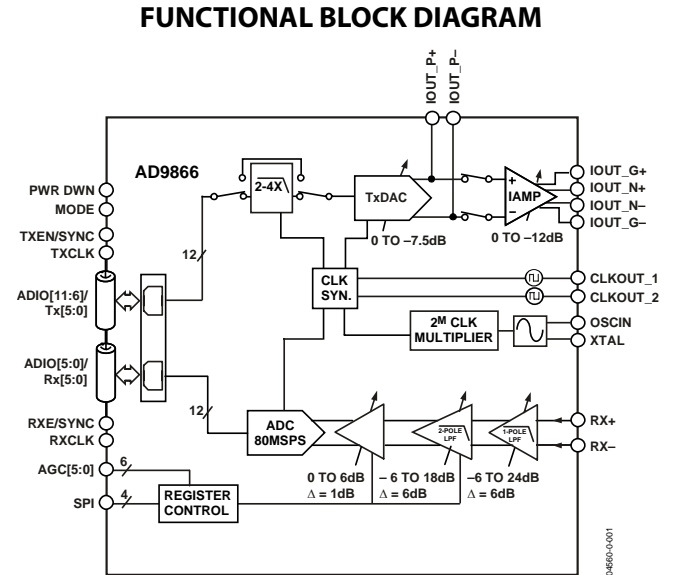 FUNCTIONAL BLOCK DIAGRAM
IOUT_P+
IOUT_P–
AD9866
PWR DWN
MODE
TXEN/SYNC
TXCLK
ADIO[11:6]/
Tx[5:0]
ADIO[5:0]/
Rx[5:0]
RXE/SYNC
RXCLK
AGC[5:0]
SPI
12
12
6
4
2-4X
TxDAC
0 TO –7.5dB
+
IAMP
–
0 TO –12dB
IOUT_G+
IOUT_N+
IOUT_N–
IOUT_G–
CLK
SYN.
CLKOUT_1
CLKOUT_2
2M CLK
MULTIPLIER
OSCIN
XTAL
ADC
80MSPS
2-POLE
LPF
1-POLE
LPF
RX+
RX–
0 TO 6dB
Δ = 1dB
– 6 TO 18dB
Δ = 6dB
–6 TO 24dB
Δ = 6dB
REGISTER
CONTROL
04560-0-001